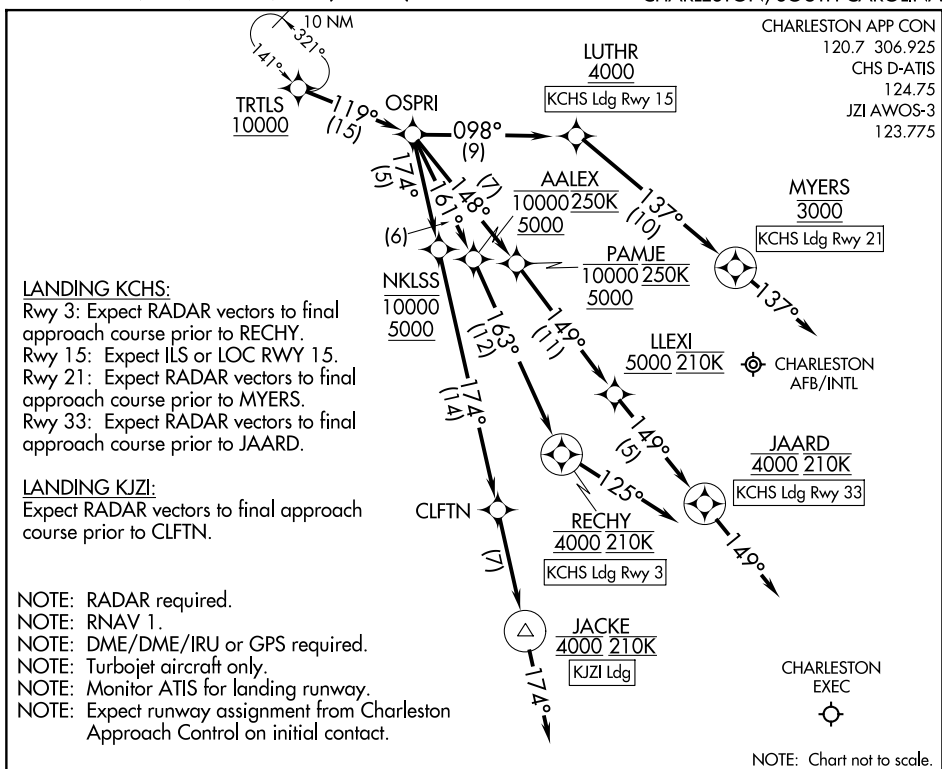 CHARLESTON APP CON
120.7 306.925
CHS D-ATIS
124.75
JZI AWOS-3
123.775
10 NM
321°
141°
TRTLS
10000
119°
(15)
OSPRI
098°
(9)
LUTHR
4000
KCHS Ldg Rwy 15
137°
(10)
MYERS
3000
KCHS Ldg Rwy 21
137°
174°
(5)
161°
(6)
148°
(7)
AALEX
10000 250K
5000
PAMJE
10000 250K
5000
NKLSS
10000
5000
163°
(12)
149°
(11)
LLEXI
5000 210K
CHARLESTON
AFB/INTL
149°
(5)
JAARD
4000 210K
KCHS Ldg Rwy 33
149°
174°
(14)
125°
RECHY
4000 210K
KCHS Ldg Rwy 3
CLFTN
(7)
JACKE
4000 210K
KJZI Ldg
174°
CHARLESTON
EXEC
LANDING KCHS:
Rwy 3: Expect RADAR vectors to final
approach course prior to RECHY.
Rwy 15: Expect ILS or LOC RWY 15.
Rwy 21: Expect RADAR vectors to final
approach course prior to MYERS.
Rwy 33: Expect RADAR vectors to final
approach course prior to JAARD.
LANDING KJZI:
Expect RADAR vectors to final approach
course prior to CLFTN.
NOTE: RADAR required.
NOTE: RNAV 1.
NOTE: DME/DME/IRU or GPS required.
NOTE: Turbojet aircraft only.
NOTE: Monitor ATIS for landing runway.
NOTE: Expect runway assignment from Charleston
Approach Control on initial contact.
NOTE: Chart not to scale.